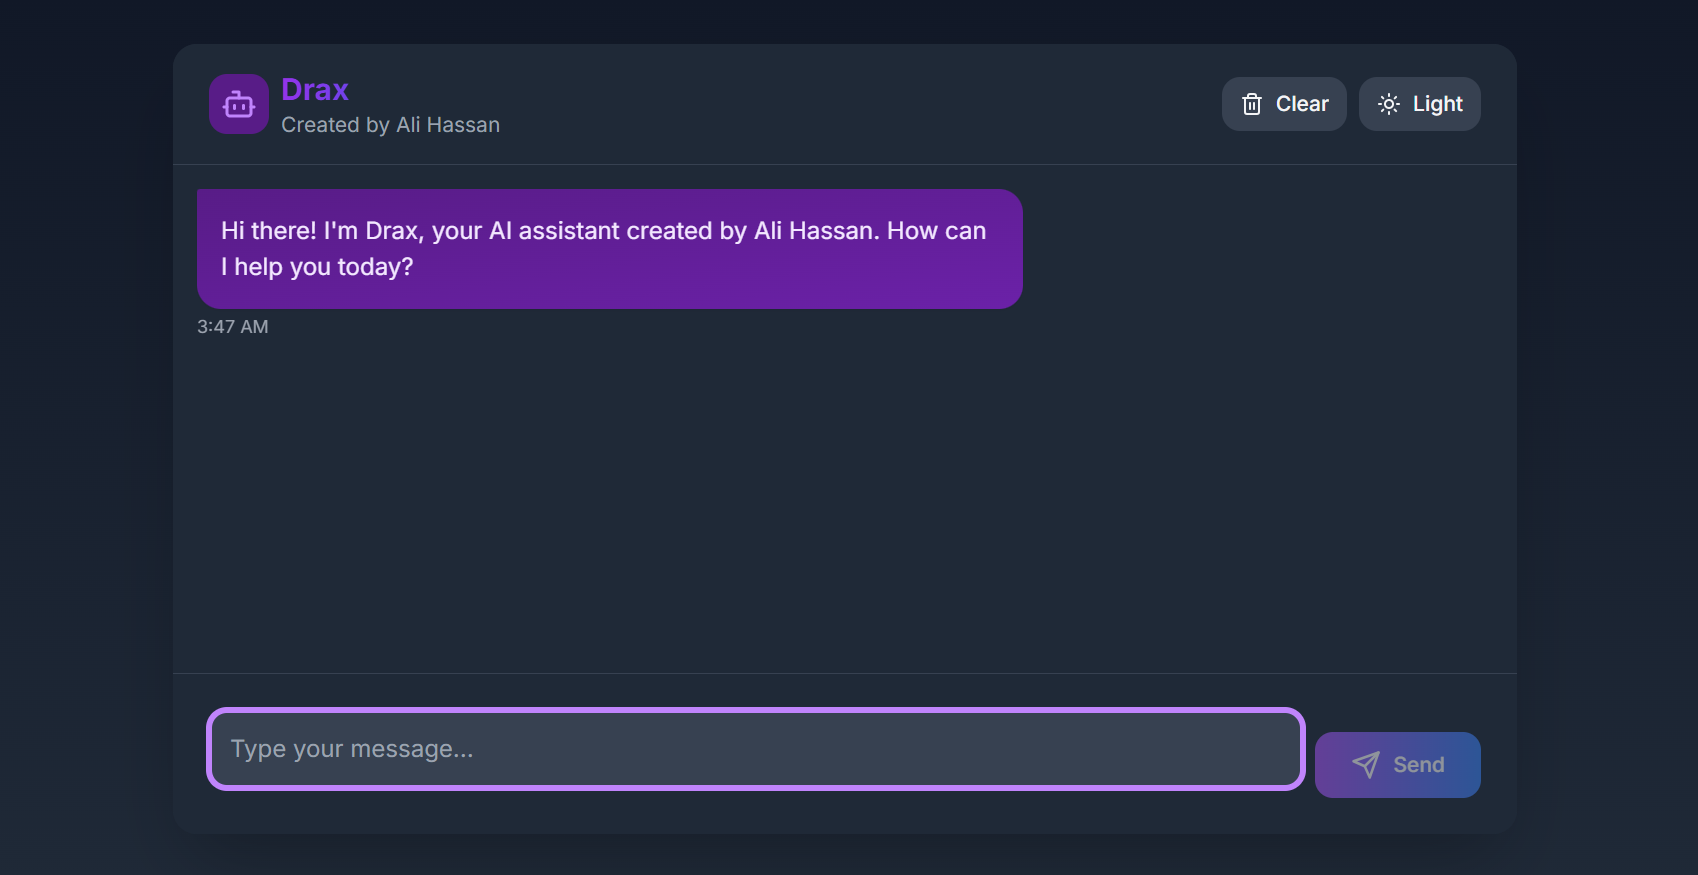 Drax
Created by Ali Hassan
Clear
Light
Hi there! I'm Drax, your AI assistant created by Ali Hassan. How can
I help you today?
3:47 AM
Type your message...
Send